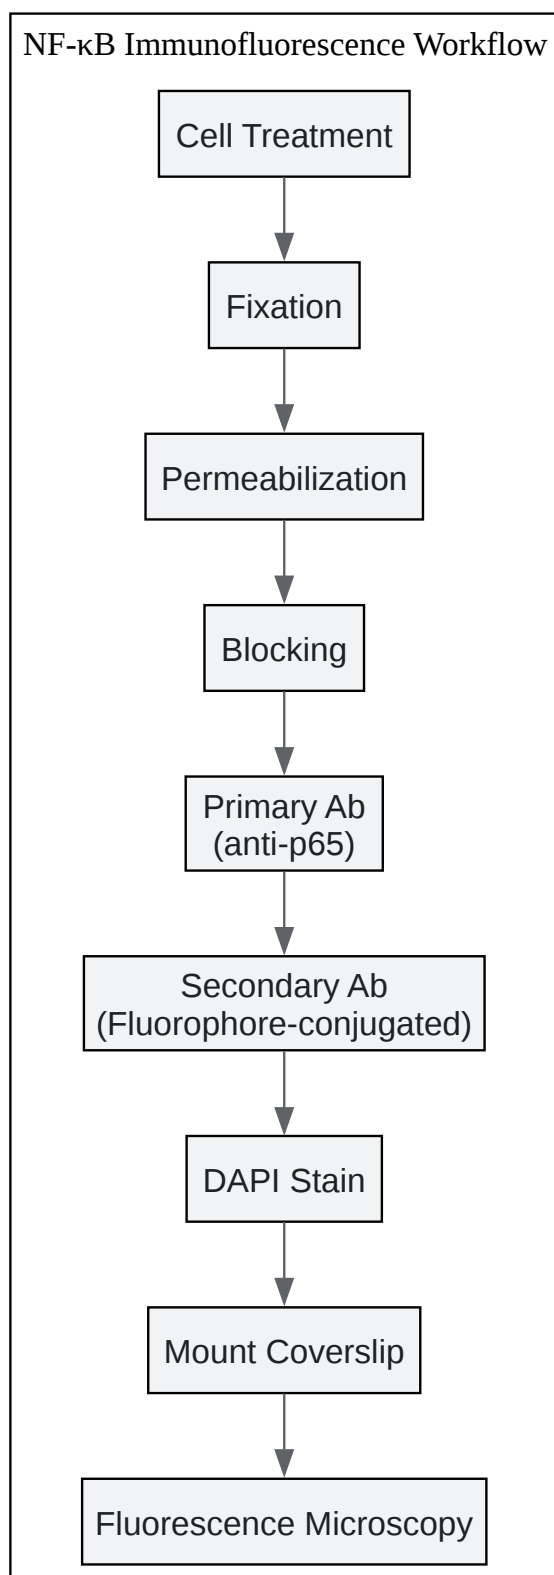 NF-κB Immunofluorescence Workflow
Cell Treatment
Fixation
Permeabilization
Blocking
Primary Ab
(anti-p65)
Secondary Ab
(Fluorophore-conjugated)
DAPI Stain
Mount Coverslip
Fluorescence Microscopy